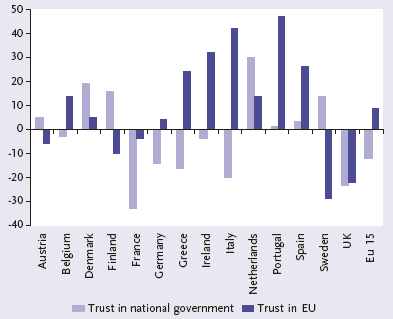 50
40
30
20
10
0
-10
-20
-30
-40
Austria
Belgium
Denmark
Finland
France
Germany
Greece
Ireland
Italy
Netherlands
Portugal
Spain
Sweden
UK
Eu 15
Trust in national government Trust in EU